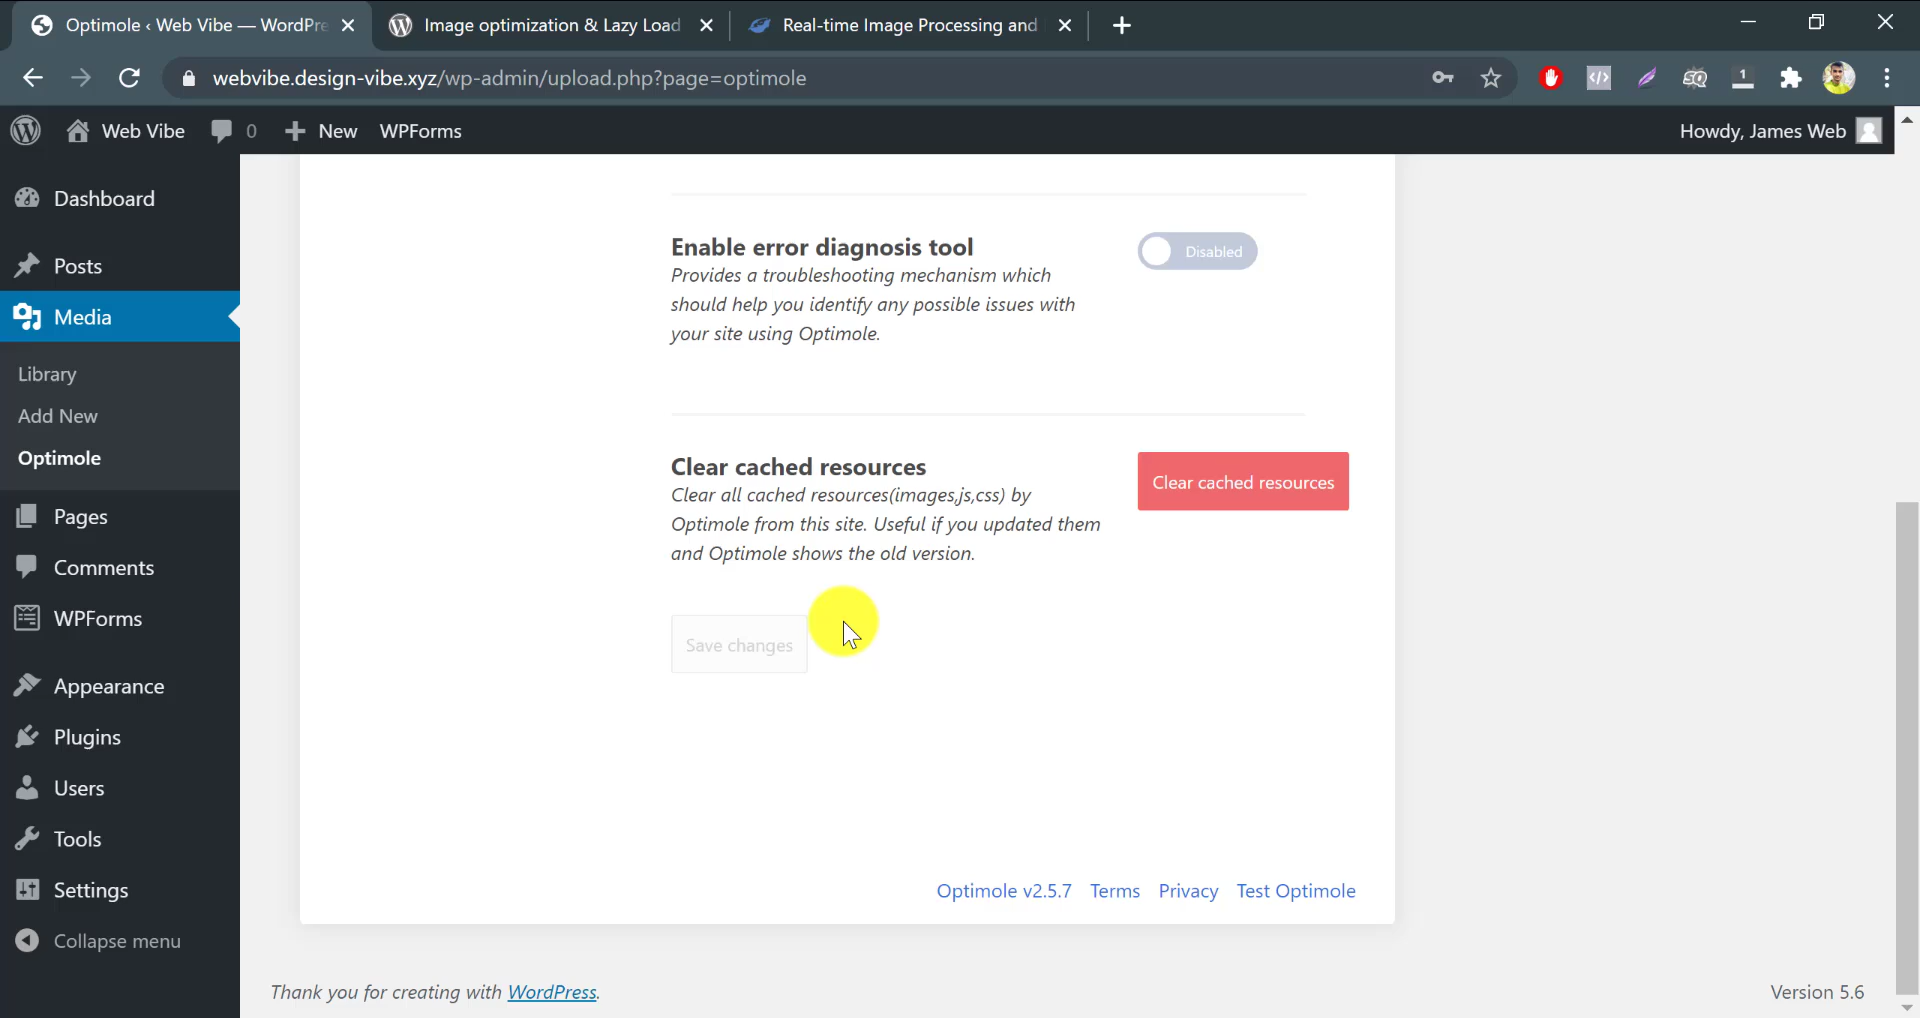 Optimole ‹ Web Vibe — WordPre
Image optimization & Lazy Load
Real-time Image Processing and
webvibe.design-vibe.xyz/wp-admin/upload.php?page=optimole
1
Web Vibe
0
New
WPForms
Howdy, James Web
Dashboard
Posts
Media
Library
Add New
Optimole
Pages
Comments
WPForms
Appearance
Plugins
Users
Tools
Settings
Collapse menu
Enable error diagnosis tool
Disabled
Provides a troubleshooting mechanism which
should help you identify any possible issues with
your site using Optimole.
Clear cached resources
Clear cached resources
Clear all cached resources(images,js,css) by
Optimole from this site. Useful if you updated them
and Optimole shows the old version.
Save changes
Optimole v2.5.7 Terms Privacy Test Optimole
Thank you for creating with WordPress.
Version 5.6